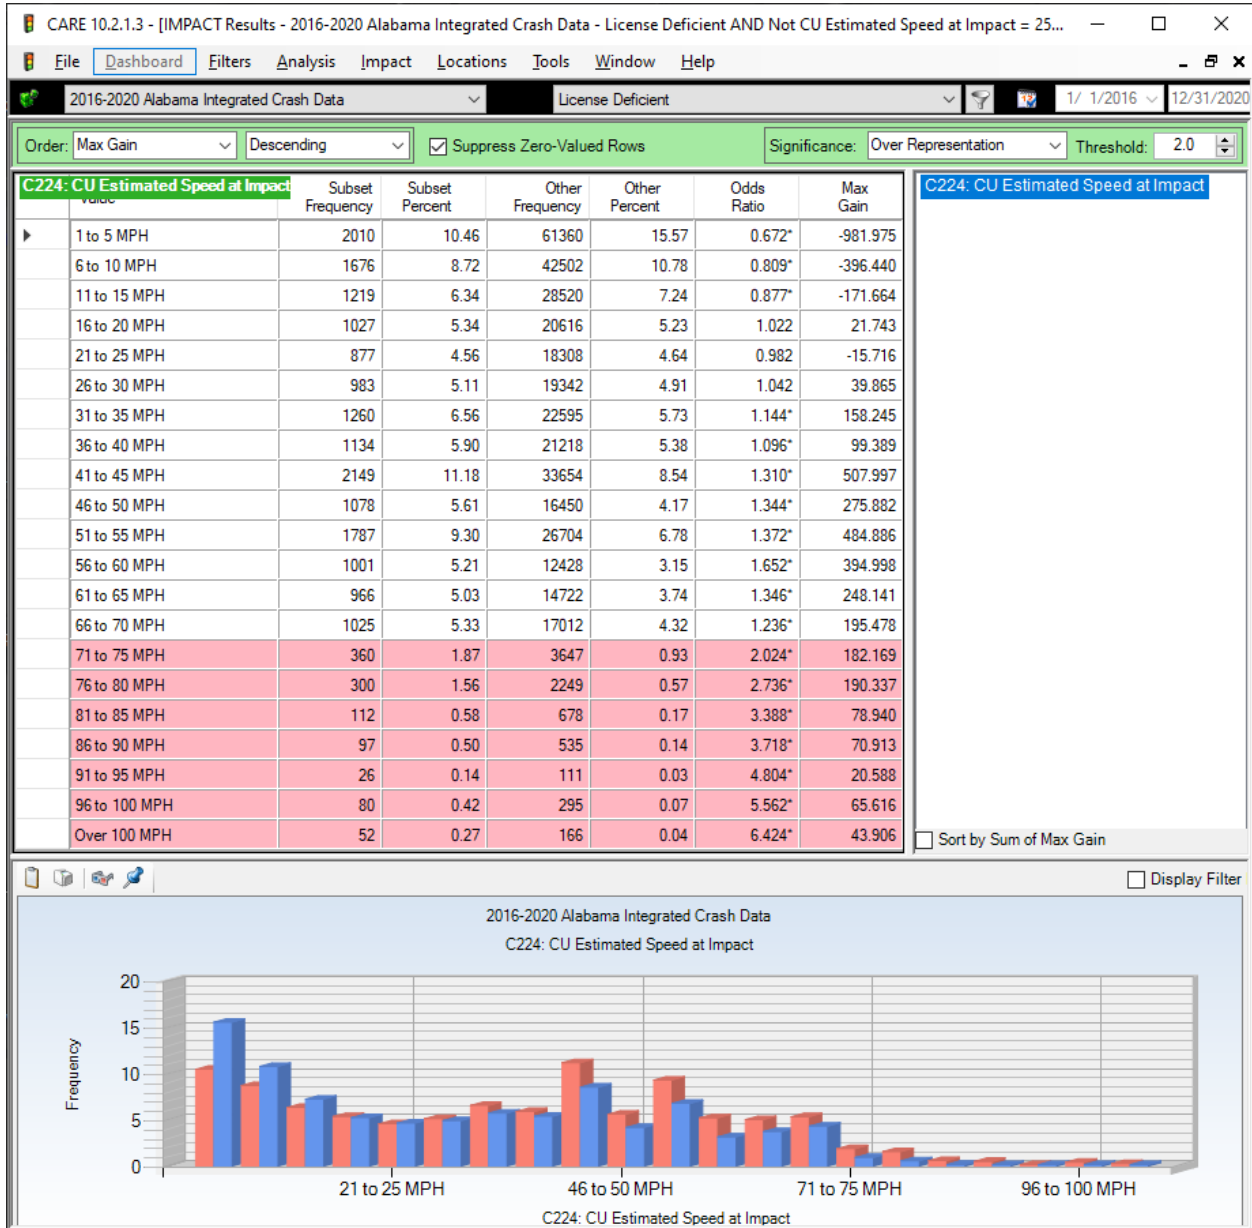 CARE 10.2.1.3 - [IMPACT Results - 2016-2020 Alabama Integrated Crash Data - License Deficient AND Not CU Estimated Speed at Impact = 25...
File Dashboard Filters Analysis Impact Locations Tools Window Help
2016-2020 Alabama Integrated Crash Data License Deficient 1/ 1/2016 12/31/2020
Order: Max Gain Descending Suppress Zero-Valued Rows Significance: Over Representation Threshold: 2.0
C224: CU Estimated Speed at Impact Subset Frequency Subset Percent Other Frequency Other Percent Odds Ratio Max Gain
1 to 5 MPH 2010 10.46 61360 15.57 0.672* -981.975
6 to 10 MPH 1676 8.72 42502 10.78 0.809* -396.440
11 to 15 MPH 1219 6.34 28520 7.24 0.877* -171.664
16 to 20 MPH 1027 5.34 20616 5.23 1.022 21.743
21 to 25 MPH 877 4.56 18308 4.64 0.982 -15.716
26 to 30 MPH 983 5.11 19342 4.91 1.042 39.865
31 to 35 MPH 1260 6.56 22595 5.73 1.144* 158.245
36 to 40 MPH 1134 5.90 21218 5.38 1.096* 99.389
41 to 45 MPH 2149 11.18 33654 8.54 1.310* 507.997
46 to 50 MPH 1078 5.61 16450 4.17 1.344* 275.882
51 to 55 MPH 1787 9.30 26704 6.78 1.372* 484.886
56 to 60 MPH 1001 5.21 12428 3.15 1.652* 394.998
61 to 65 MPH 966 5.03 14722 3.74 1.346* 248.141
66 to 70 MPH 1025 5.33 17012 4.32 1.236* 195.478
71 to 75 MPH 360 1.87 3647 0.93 2.024* 182.169
76 to 80 MPH 300 1.56 2249 0.57 2.736* 190.337
81 to 85 MPH 112 0.58 678 0.17 3.388* 78.940
86 to 90 MPH 97 0.50 535 0.14 3.718* 70.913
91 to 95 MPH 26 0.14 111 0.03 4.804* 20.588
96 to 100 MPH 80 0.42 295 0.07 5.562* 65.616
Over 100 MPH 52 0.27 166 0.04 6.424* 43.906
C224: CU Estimated Speed at Impact
Sort by Sum of Max Gain
Display Filter
2016-2020 Alabama Integrated Crash Data
C224: CU Estimated Speed at Impact
20
15
10
5
0
Frequency
21 to 25 MPH 46 to 50 MPH 71 to 75 MPH 96 to 100 MPH
C224: CU Estimated Speed at Impact